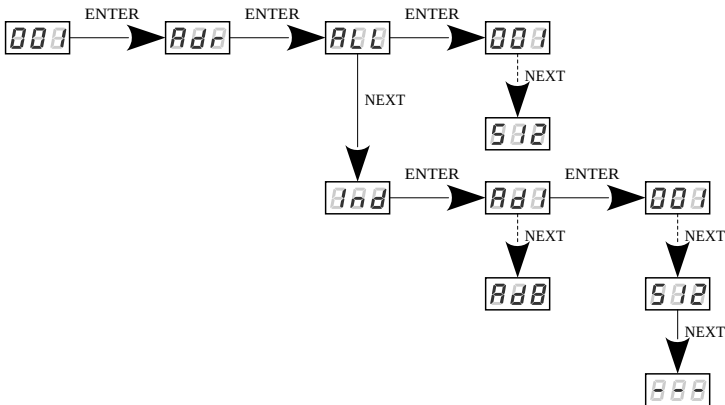 ENTER ENTER ENTER
001 Adr ALL 001
NEXT
NEXT
512
ENTER ENTER
Ind Ad1 001
NEXT NEXT
Ad8 512
NEXT
---